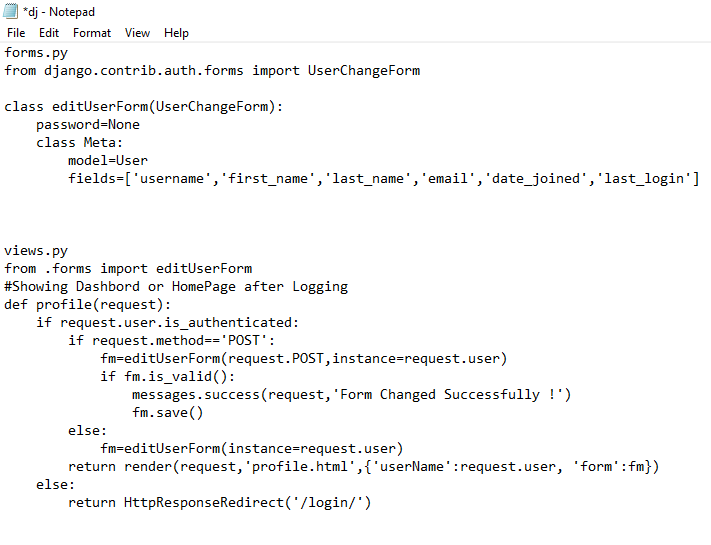 *dj - Notepad
File Edit Format View Help
forms.py
from django.contrib.auth.forms import UserChangeForm
class editUserForm(UserChangeForm):
    password=None
    class Meta:
        model=User
        fields=['username','first_name','last_name','email','date_joined','last_login']
views.py
from .forms import editUserForm
#Showing Dashbord or HomePage after Logging
def profile(request):
    if request.user.is_authenticated:
        if request.method=='POST':
            fm=editUserForm(request.POST,instance=request.user)
            if fm.is_valid():
                messages.success(request,'Form Changed Successfully !')
                fm.save()
        else:
            fm=editUserForm(instance=request.user)
        return render(request,'profile.html',{'userName':request.user, 'form':fm})
    else:
        return HttpResponseRedirect('/login/')